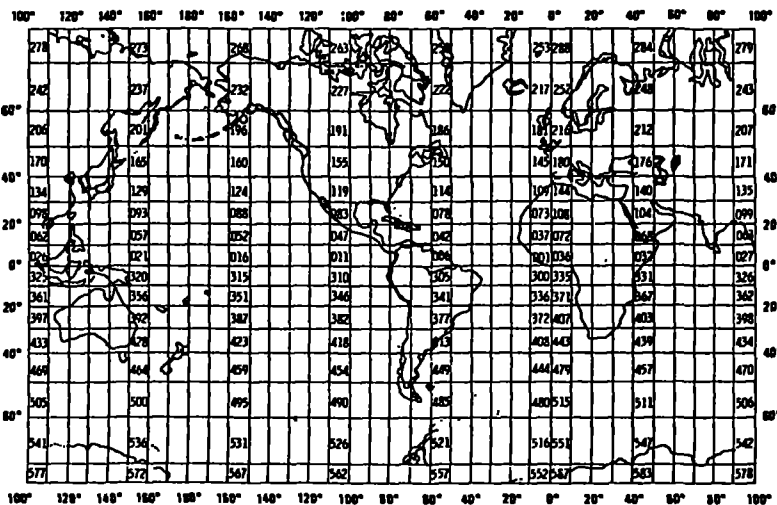 100° 120° 140° 160° 180° 160° 140° 120° 100° 80° 60° 40° 20° 0° 20° 40° 60° 80° 100°
278 273 268 263 258 253 288 284 279
242 237 232 227 222 217 252 248 243
60° 60°
206 201 196 191 186 181 216 212 207
170 165 160 155 150 145 180 176 171
40° 40°
134 129 124 119 114 109 144 140 135
098 093 088 083 078 073 108 104 099
20° 20°
062 057 052 047 042 037 072 068 063
026 021 016 011 006 001 036 032 027
0° 0°
325 320 315 310 305 300 335 331 326
361 356 351 346 341 336 371 367 362
20° 20°
397 392 387 382 377 372 407 403 398
433 428 423 418 413 408 443 439 434
40° 40°
469 464 459 454 449 444 479 457 470
505 500 495 490 485 480 515 511 506
60° 60°
541 536 531 526 521 516 551 547 542
577 572 567 562 557 552 587 583 578
100° 120° 140° 160° 180° 160° 140° 120° 100° 80° 60° 40° 20° 0° 20° 40° 60° 80° 100°